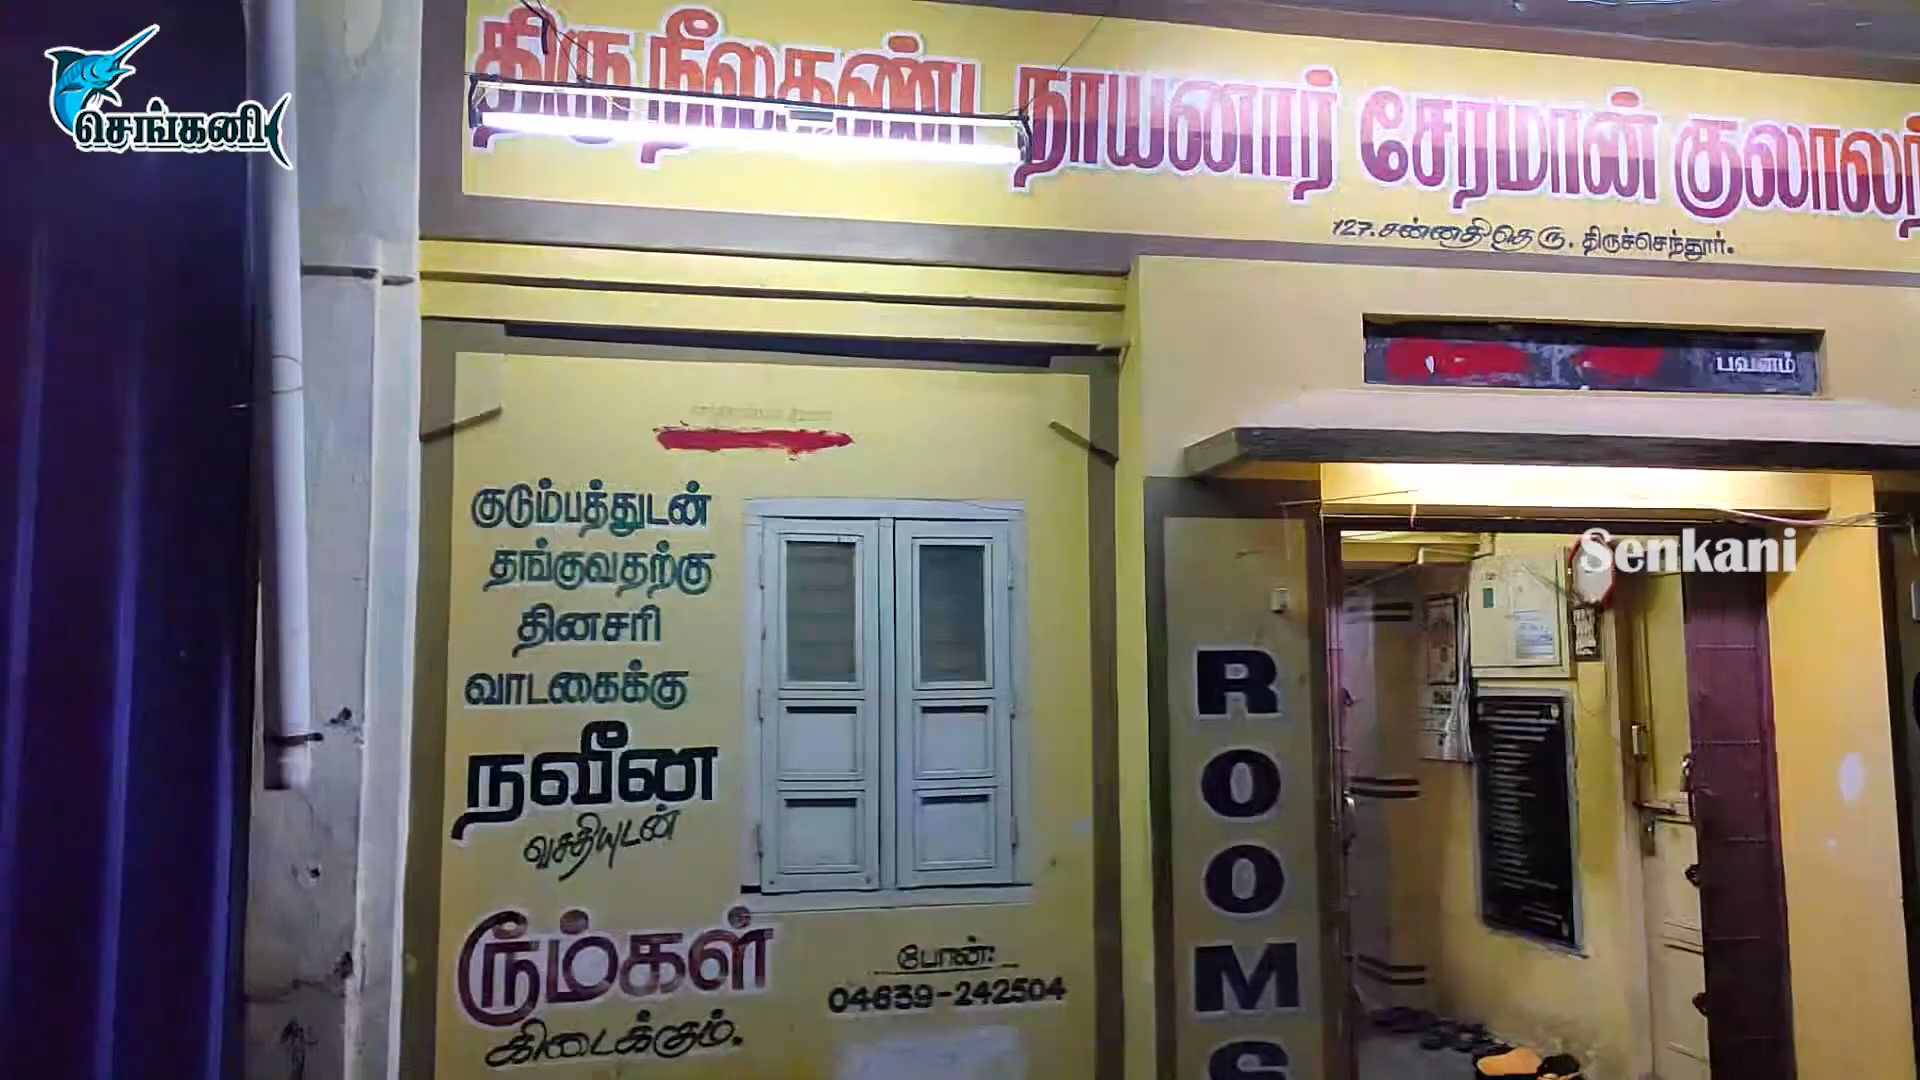 செங்கனி
திரு நீலகண்ட நாயனார் சேரமான் குலாலர்
127. சன்னதி தெரு. திருச்செந்தூர்.
பவனம்
குடும்பத்துடன்
தங்குவதற்கு
தினசரி
வாடகைக்கு
நவீன
வசதியுடன்
ரூம்கள்
கிடைக்கும்.
போன்:
04639-242504
ROOMS
Senkani